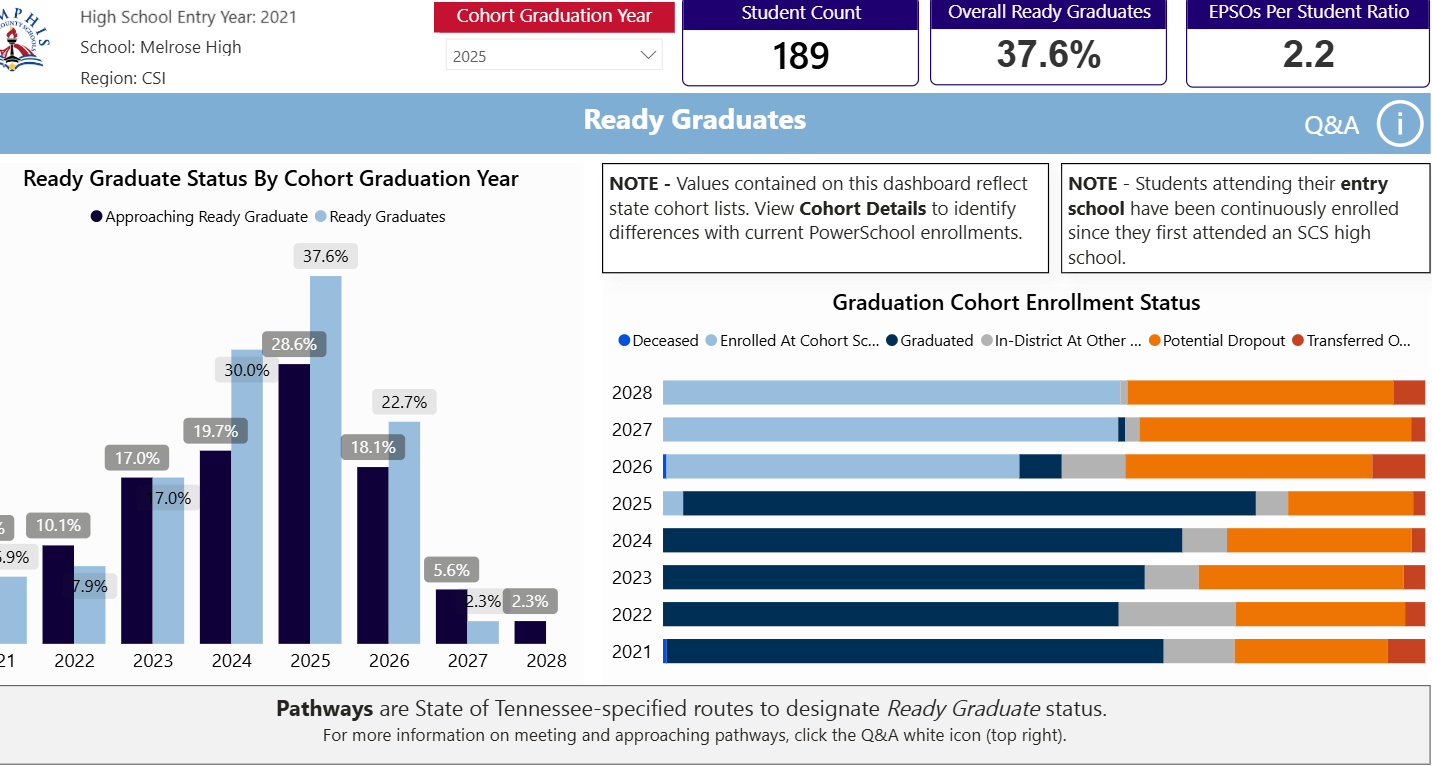 High School Entry Year: 2021
School: Melrose High
Region: CSI
Cohort Graduation Year
2025
Student Count
189
Overall Ready Graduates
37.6%
EPSOs Per Student Ratio
2.2
Ready Graduates
Q&A
i
Ready Graduate Status By Cohort Graduation Year
Approaching Ready Graduate Ready Graduates
37.6%
28.6%
30.0%
22.7%
19.7%
18.1%
17.0%
17.0%
%
10.1%
.9%
7.9%
5.6%
2.3%
2.3%
21 2022 2023 2024 2025 2026 2027 2028
NOTE - Values contained on this dashboard reflect
state cohort lists. View Cohort Details to identify
differences with current PowerSchool enrollments.
NOTE - Students attending their entry
school have been continuously enrolled
since they first attended an SCS high
school.
Graduation Cohort Enrollment Status
Deceased Enrolled At Cohort Sc... Graduated In-District At Other ... Potential Dropout Transferred O...
2028
2027
2026
2025
2024
2023
2022
2021
Pathways are State of Tennessee-specified routes to designate Ready Graduate status.
For more information on meeting and approaching pathways, click the Q&A white icon (top right).